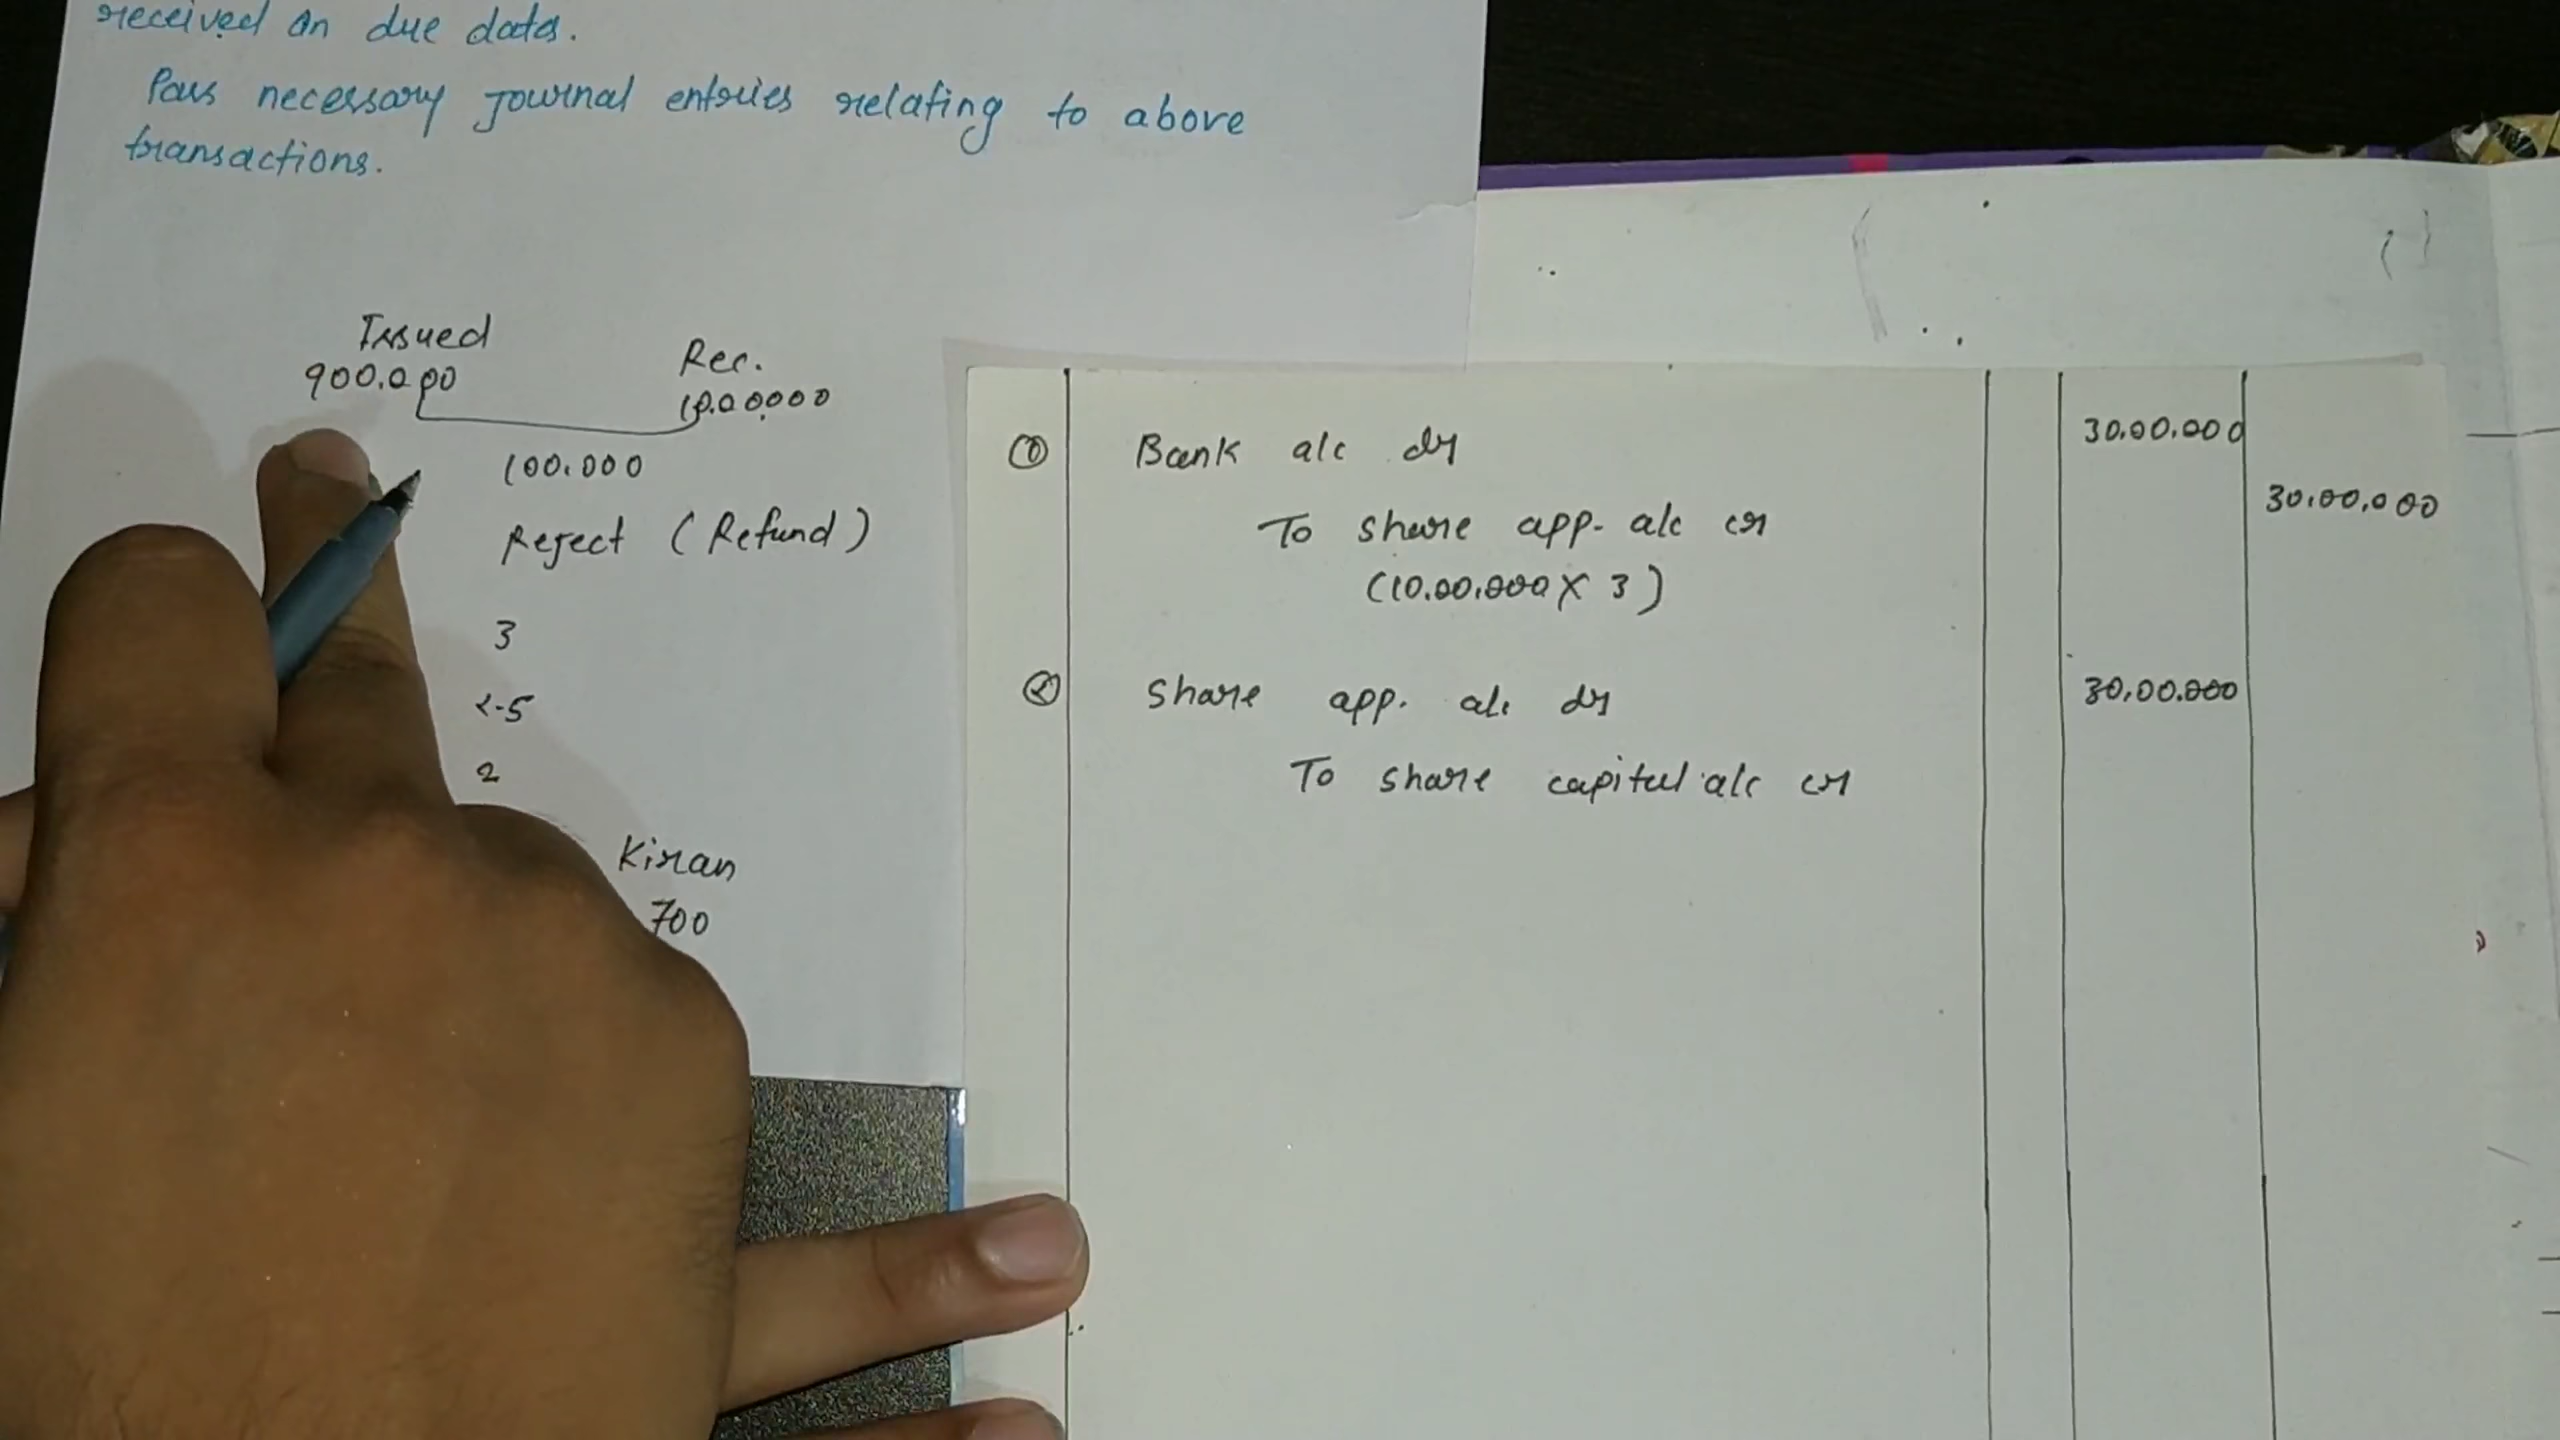 received on due dates.
Pass necessary journal entries relating to above
transactions.
Issued
900.000
Rec.
10.00.000
100.000
Reject (Refund)
3
2.5
2
Kiran
700
① Bank a/c dr 30,00,000
To share app. a/c cr 30,00,000
(10.00.000 X 3)
② Share app. a/c dr 30,00.000
To share capital a/c cr